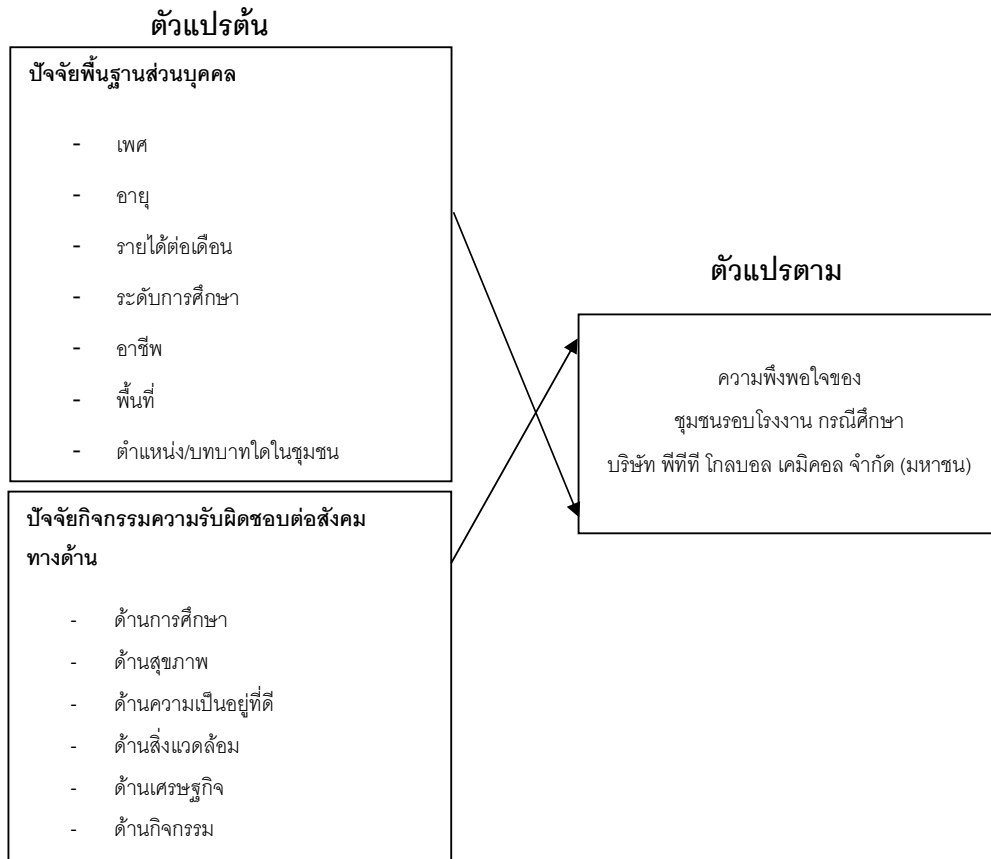 ตัวแปรต้น
ปัจจัยพื้นฐานส่วนบุคคล
- เพศ
- อายุ
- รายได้ต่อเดือน
- ระดับการศึกษา
- อาชีพ
- พื้นที่
- ตำแหน่ง/บทบาทใดในชุมชน
ปัจจัยกิจกรรมความรับผิดชอบต่อสังคม
ทางด้าน
- ด้านการศึกษา
- ด้านสุขภาพ
- ด้านความเป็นอยู่ที่ดี
- ด้านสิ่งแวดล้อม
- ด้านเศรษฐกิจ
- ด้านกิจกรรม
ตัวแปรตาม
ความพึงพอใจของ
ชุมชนรอบโรงงาน กรณีศึกษา
บริษัท พีทีที โกลบอล เคมิคอล จำกัด (มหาชน)